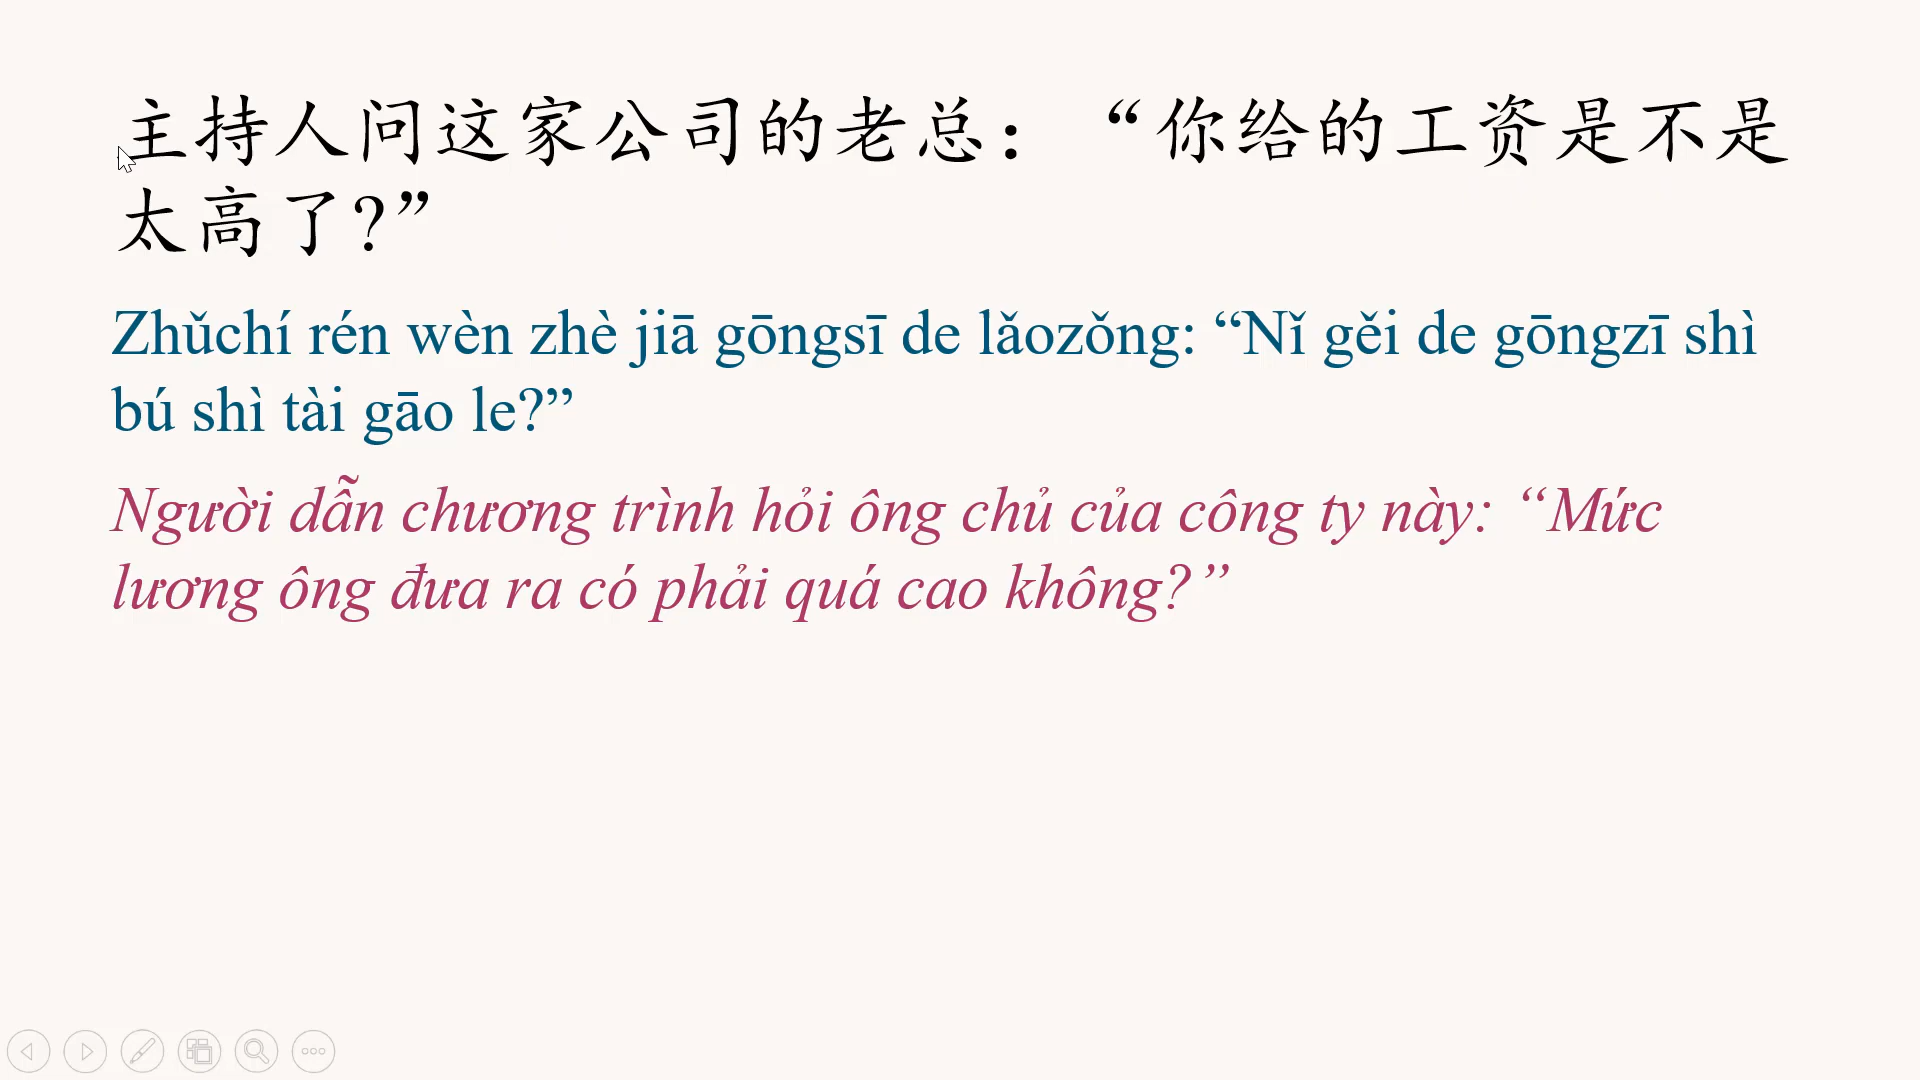 主持人问这家公司的老总：“你给的工资是不是
太高了?”
Zhǔchí rén wèn zhè jiā gōngsī de lǎozǒng: “Nǐ gěi de gōngzī shì
bú shì tài gāo le?”
Người dẫn chương trình hỏi ông chủ của công ty này: “Mức
lương ông đưa ra có phải quá cao không?”